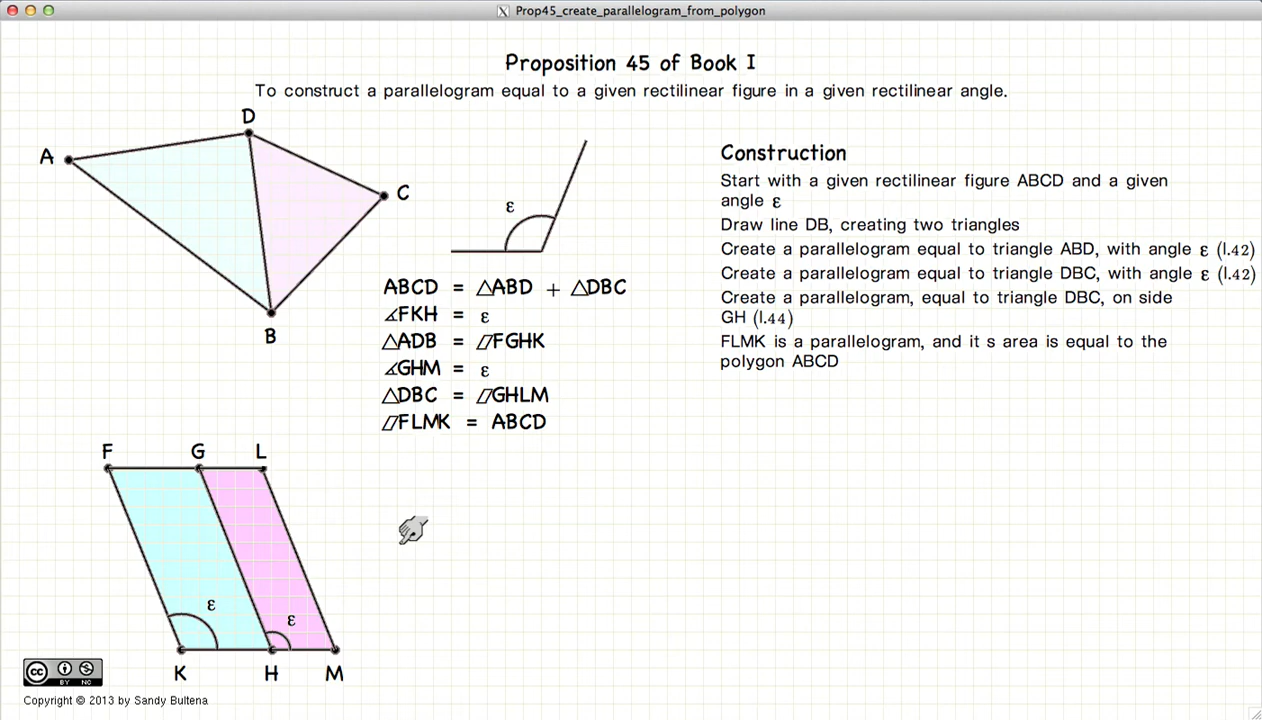 Prop45_create_parallelogram_from_polygon
Proposition 45 of Book I
To construct a parallelogram equal to a given rectilinear figure in a given rectilinear angle.
D
A
C
B
ε
Construction
Start with a given rectilinear figure ABCD and a given
angle ε
Draw line DB, creating two triangles
Create a parallelogram equal to triangle ABD, with angle ε (I.42)
Create a parallelogram equal to triangle DBC, with angle ε (I.42)
Create a parallelogram, equal to triangle DBC, on side
GH (I.44)
FLMK is a parallelogram, and it s area is equal to the
polygon ABCD
ABCD = △ABD + △DBC
∡FKH = ε
△ADB = ▱FGHK
∡GHM = ε
△DBC = ▱GHLM
▱FLMK = ABCD
F G L
ε ε
K H M
cc BY NC
Copyright © 2013 by Sandy Bultena